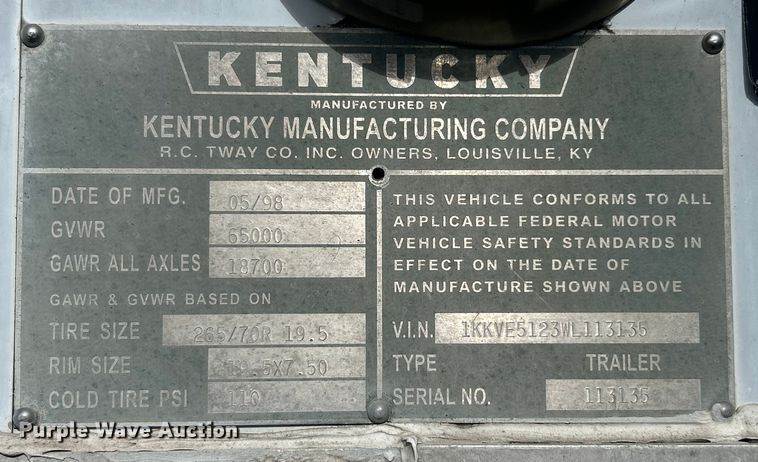 KENTUCKY
MANUFACTURED BY
KENTUCKY MANUFACTURING COMPANY
R.C. TWAY CO. INC. OWNERS, LOUISVILLE, KY
DATE OF MFG. 05/98
GVWR 65000
GAWR ALL AXLES 18700
GAWR & GVWR BASED ON
TIRE SIZE 265/70R 19.5
RIM SIZE 19.5X7.50
COLD TIRE PSI 110
THIS VEHICLE CONFORMS TO ALL
APPLICABLE FEDERAL MOTOR
VEHICLE SAFETY STANDARDS IN
EFFECT ON THE DATE OF
MANUFACTURE SHOWN ABOVE
V.I.N. 1KKVE5123WL113135
TYPE TRAILER
SERIAL NO. 113135
Purple Wave Auction